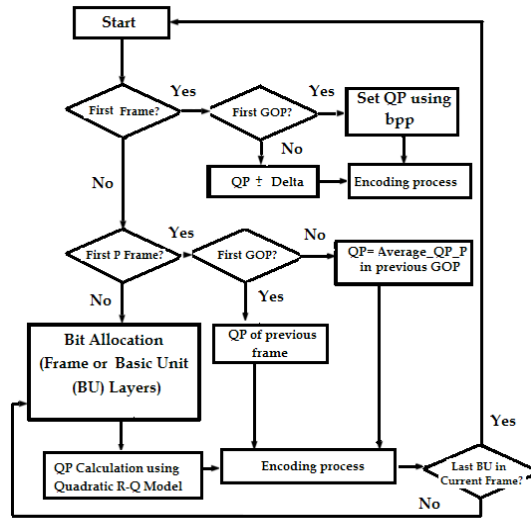 Start
Yes
Yes
First Frame?
First GOP?
Set QP using
bpp
No
QP ± Delta
Encoding process
No
Yes
No
First P Frame?
First GOP?
QP= Average_QP_P
in previous GOP
No
Yes
Bit Allocation
(Frame or Basic Unit
(BU) Layers)
QP of previous
frame
Yes
QP Calculation using
Quadratic R-Q Model
Encoding process
Last BU in
Current Frame?
No